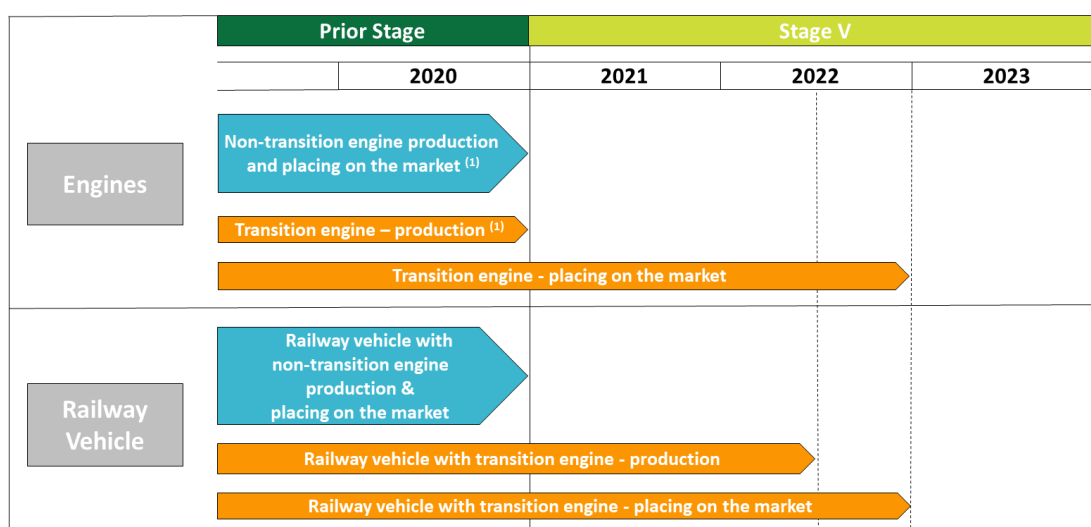 Prior Stage
Stage V
2020
2021
2022
2023
Engines
Non-transition engine production
and placing on the market (1)
Transition engine – production (1)
Transition engine - placing on the market
Railway
Vehicle
Railway vehicle with
non-transition engine
production &
placing on the market
Railway vehicle with transition engine - production
Railway vehicle with transition engine - placing on the market